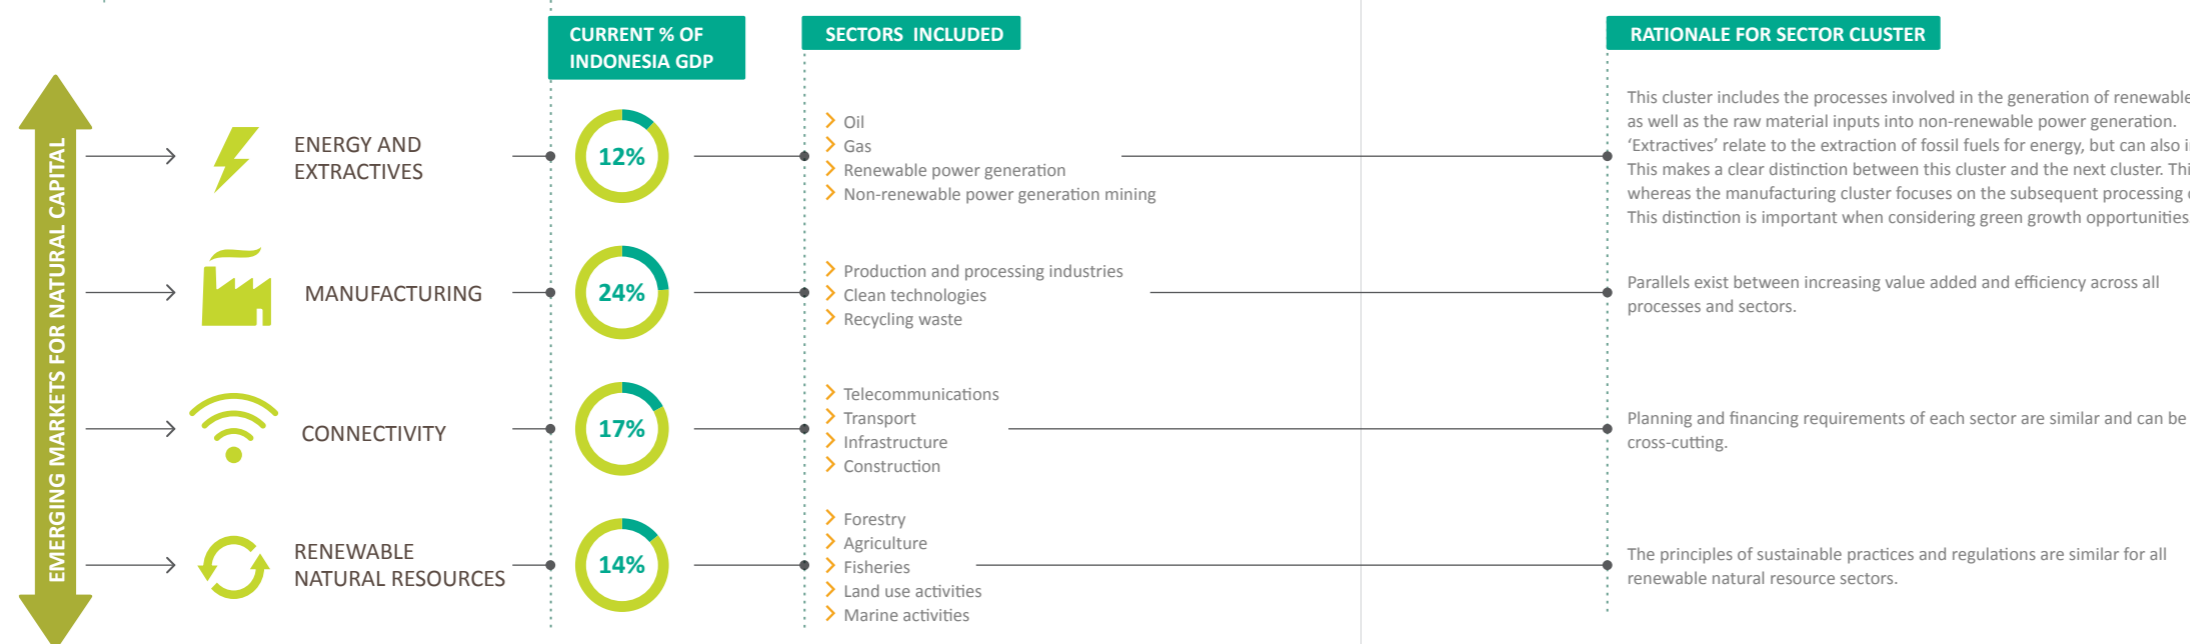 CURRENT % OF
INDONESIA GDP
SECTORS INCLUDED
RATIONALE FOR SECTOR CLUSTER
EMERGING MARKETS FOR NATURAL CAPITAL
ENERGY AND
EXTRACTIVES
12%
Oil
Gas
Renewable power generation
Non-renewable power generation mining
This cluster includes the processes involved in the generation of renewable
as well as the raw material inputs into non-renewable power generation.
‘Extractives’ relate to the extraction of fossil fuels for energy, but can also
This makes a clear distinction between this cluster and the next cluster.
whereas the manufacturing cluster focuses on the subsequent processing
This distinction is important when considering green growth opportunities
MANUFACTURING
24%
Production and processing industries
Clean technologies
Recycling waste
Parallels exist between increasing value added and efficiency across all
processes and sectors.
CONNECTIVITY
17%
Telecommunications
Transport
Infrastructure
Construction
Planning and financing requirements of each sector are similar and can be
cross-cutting.
RENEWABLE
NATURAL RESOURCES
14%
Forestry
Agriculture
Fisheries
Land use activities
Marine activities
The principles of sustainable practices and regulations are similar for all
renewable natural resource sectors.